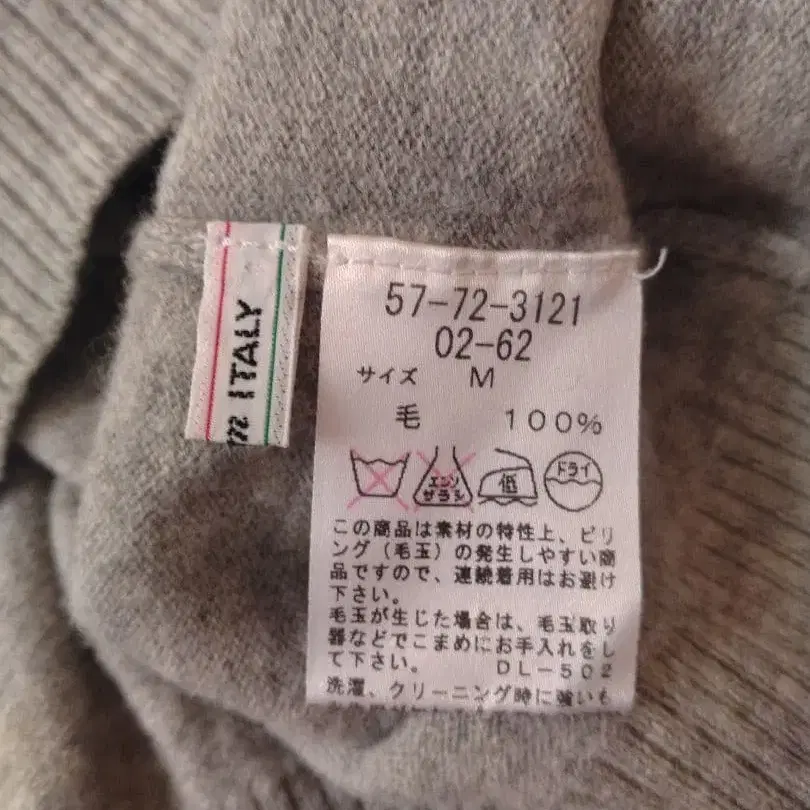 m ITALY
57-72-3121
02-62
サイズ M
毛 100%
エンソ
サラシ
低
ドライ
この商品は素材の特性上、ピリ
ング(毛玉)の発生しやすい商
品ですので、連続着用はお避け
下さい。
毛玉が生じた場合は、毛玉取り
器などでこまめにお手入れをし
て下さい。 DL-502
洗濯、クリーニング時に強いも